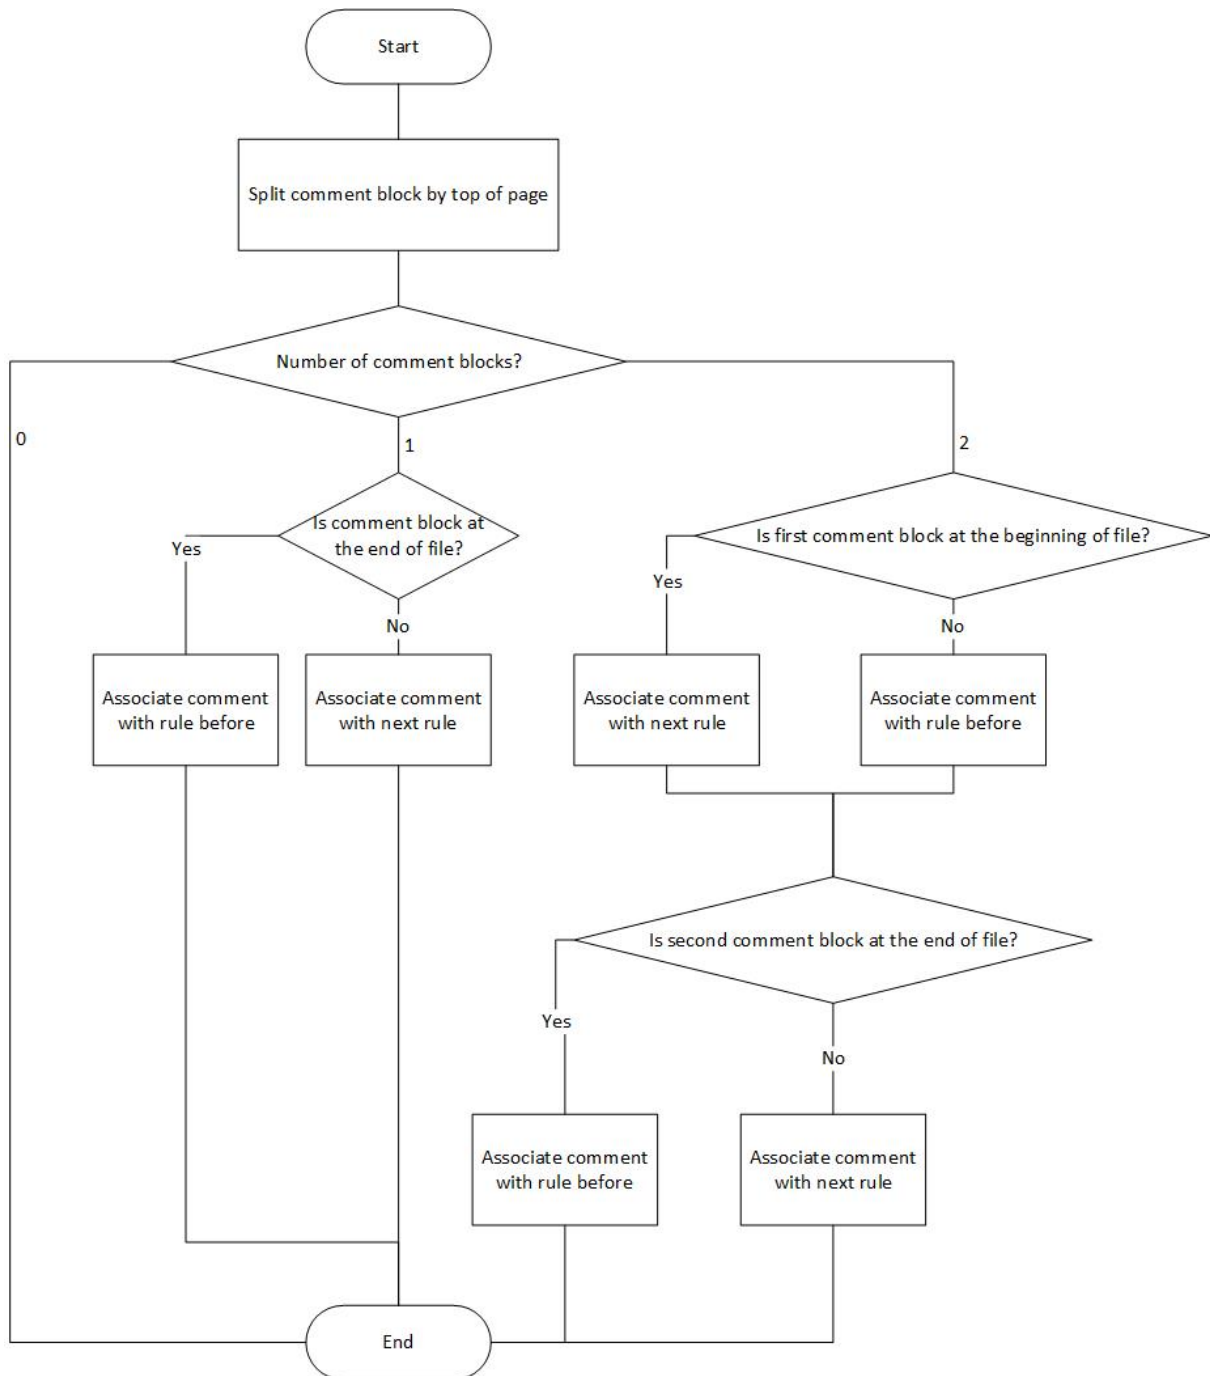 Start
Split comment block by top of page
Number of comment blocks?
0
1
2
Is comment block at
the end of file?
Is first comment block at the beginning of file?
Yes
Yes
No
No
Associate comment
with rule before
Associate comment
with next rule
Associate comment
with next rule
Associate comment
with rule before
Is second comment block at the end of file?
Yes
No
Associate comment
with rule before
Associate comment
with next rule
End